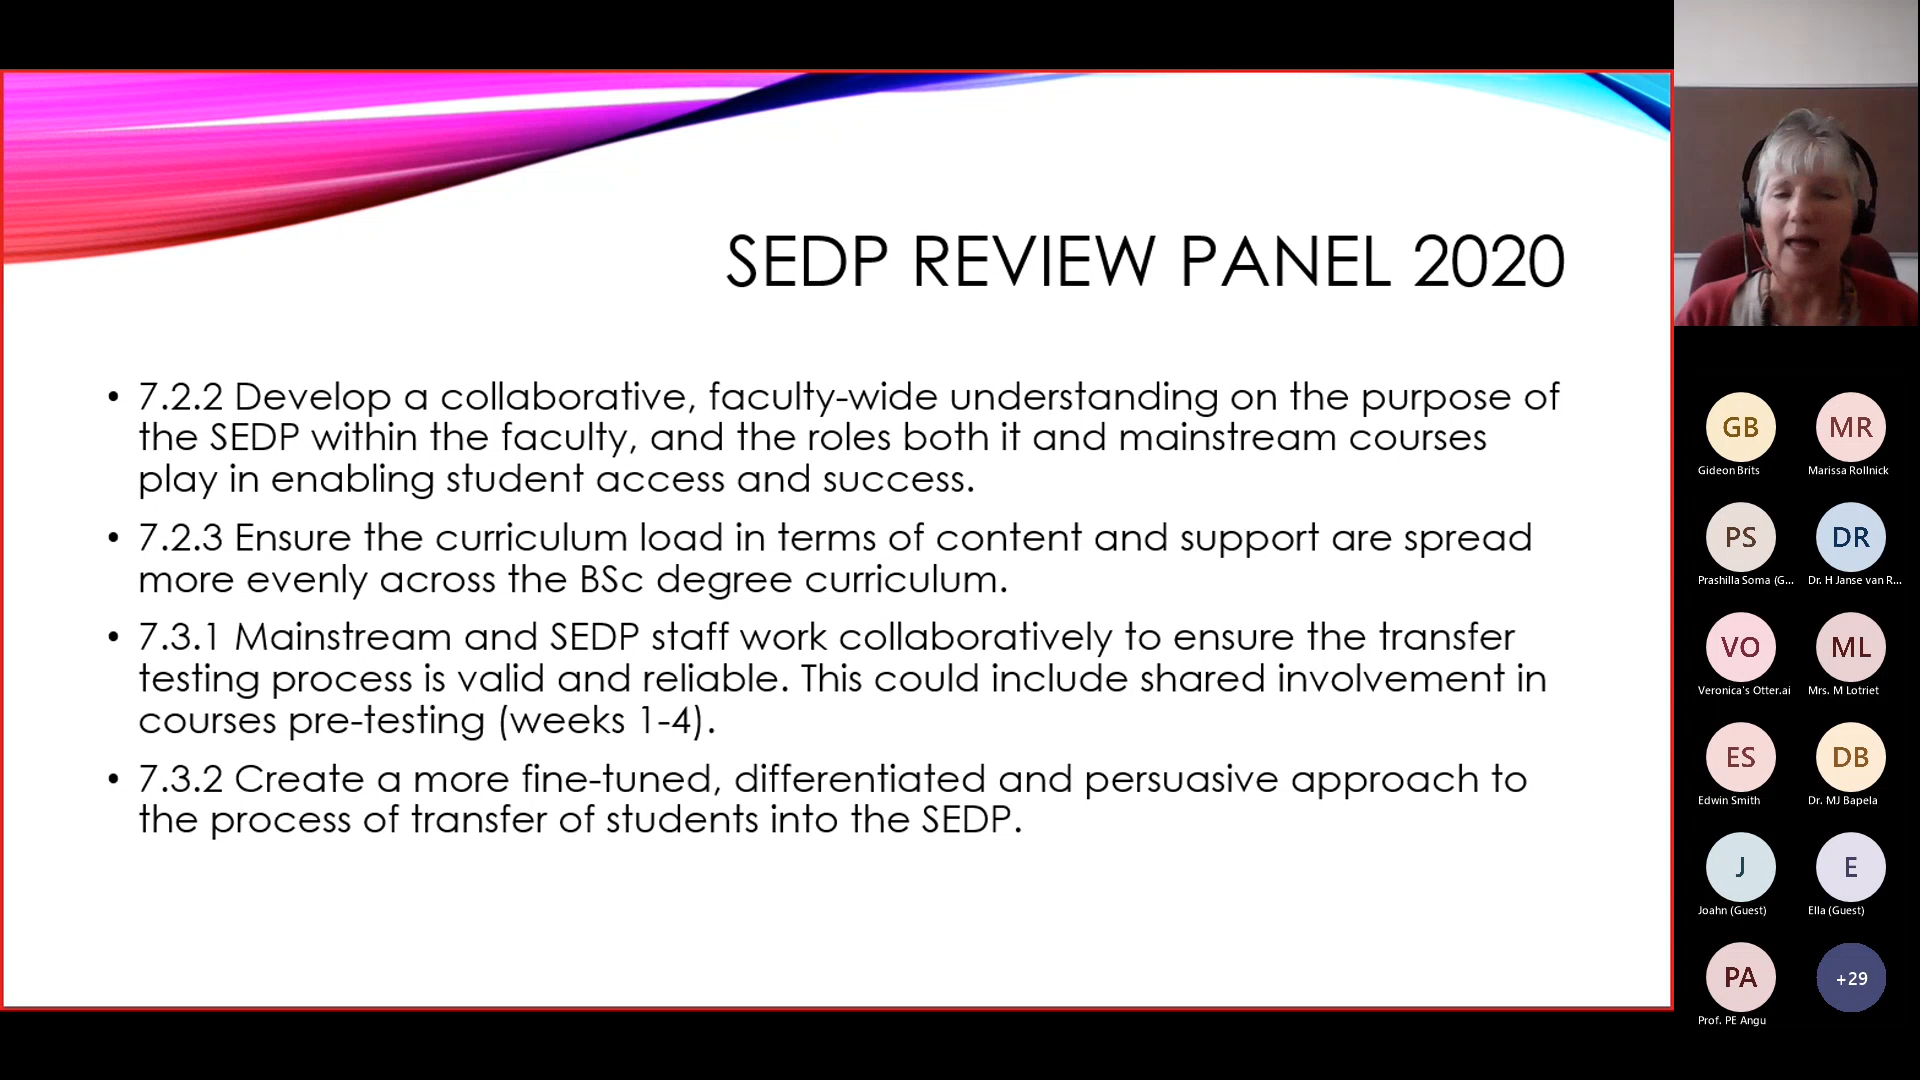 SEDP REVIEW PANEL 2020
• 7.2.2 Develop a collaborative, faculty-wide understanding on the purpose of
the SEDP within the faculty, and the roles both it and mainstream courses
play in enabling student access and success.
• 7.2.3 Ensure the curriculum load in terms of content and support are spread
more evenly across the BSc degree curriculum.
• 7.3.1 Mainstream and SEDP staff work collaboratively to ensure the transfer
testing process is valid and reliable. This could include shared involvement in
courses pre-testing (weeks 1-4).
• 7.3.2 Create a more fine-tuned, differentiated and persuasive approach to
the process of transfer of students into the SEDP.
GB MR
Gideon Brits Marissa Rollnick
PS DR
Prashilla Soma (G... Dr. H Janse van R...
VO ML
Veronica's Otter.ai Mrs. M Lotriet
ES DB
Edwin Smith Dr. MJ Bapela
J E
Joahn (Guest) Ella (Guest)
PA +29
Prof. PE Angu